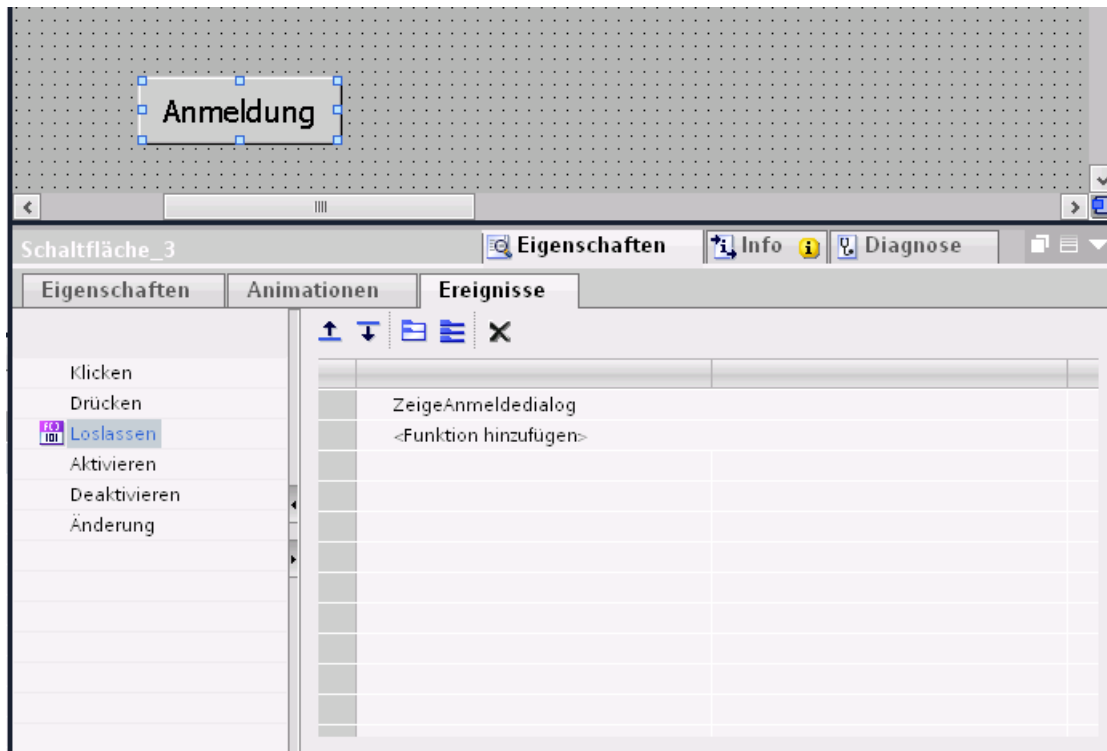 Anmeldung
Schaltfläche_3
Eigenschaften
Info
Diagnose
Eigenschaften
Animationen
Ereignisse
Klicken
Drücken
Loslassen
Aktivieren
Deaktivieren
Änderung
ZeigeAnmeldedialog
<Funktion hinzufügen>